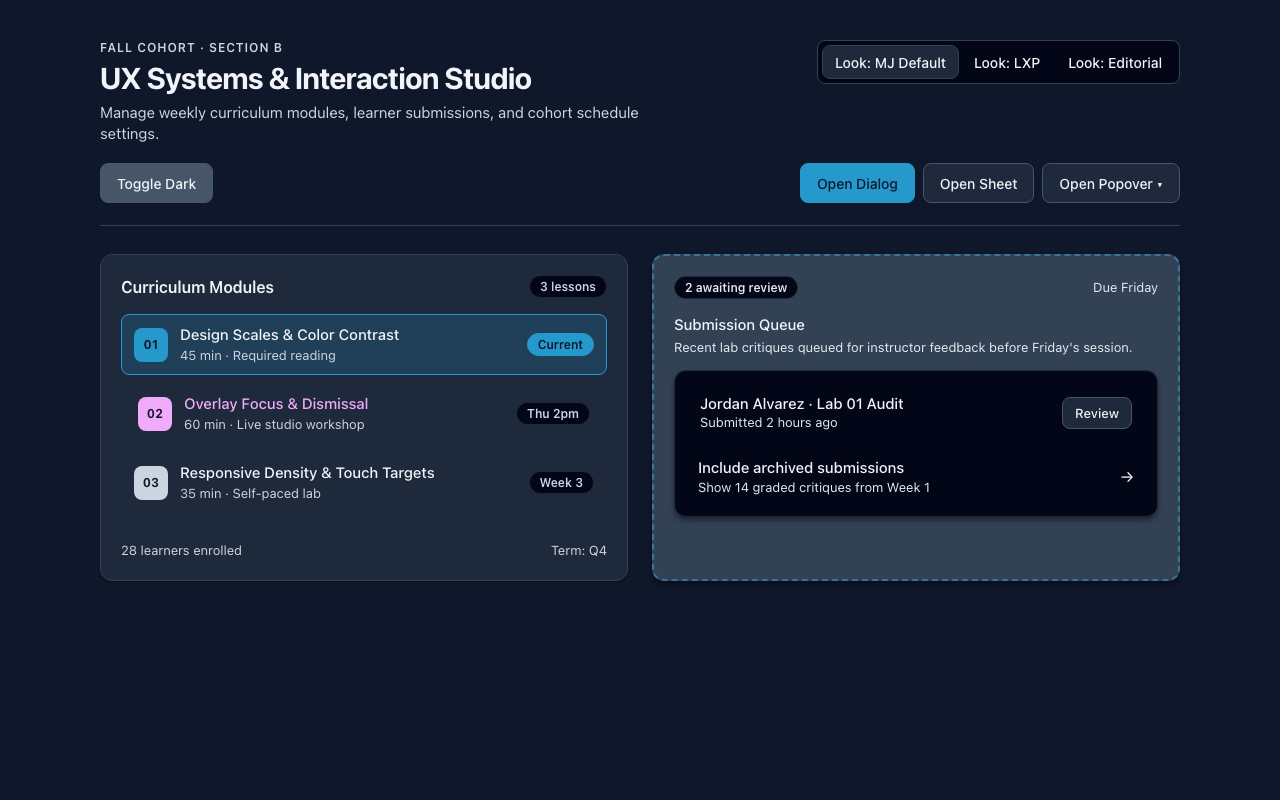 FALL COHORT · SECTION B
UX Systems & Interaction Studio
Manage weekly curriculum modules, learner submissions, and cohort schedule
settings.
Look: MJ Default
Look: LXP
Look: Editorial
Toggle Dark
Open Dialog
Open Sheet
Open Popover ▾
Curriculum Modules
3 lessons
01
Design Scales & Color Contrast
45 min · Required reading
Current
02
Overlay Focus & Dismissal
60 min · Live studio workshop
Thu 2pm
03
Responsive Density & Touch Targets
35 min · Self-paced lab
Week 3
28 learners enrolled
Term: Q4
2 awaiting review
Due Friday
Submission Queue
Recent lab critiques queued for instructor feedback before Friday's session.
Jordan Alvarez · Lab 01 Audit
Submitted 2 hours ago
Review
Include archived submissions
Show 14 graded critiques from Week 1
→